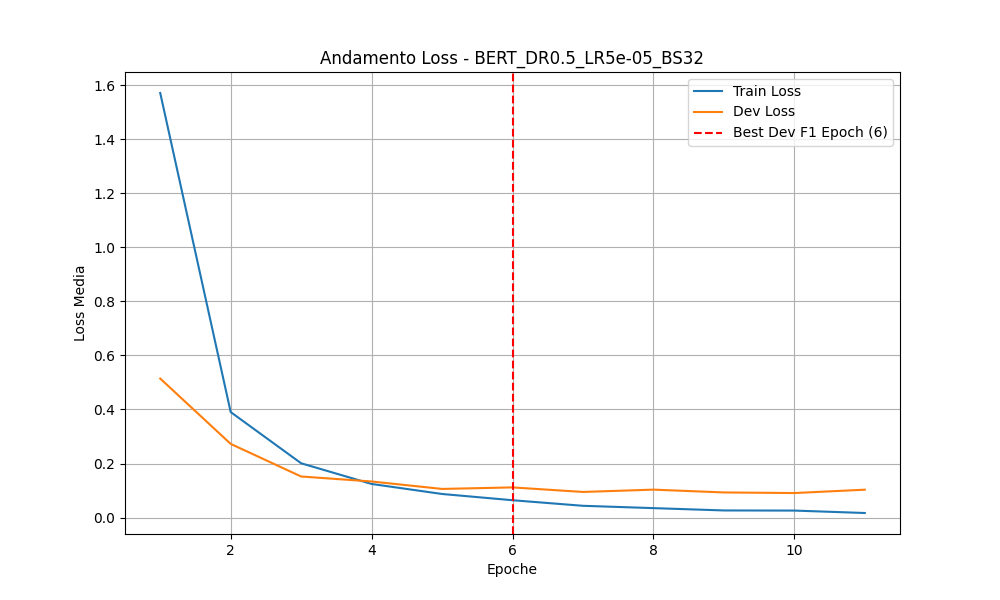 Andamento Loss - BERT_DR0.5_LR5e-05_BS32
Train Loss
Dev Loss
Best Dev F1 Epoch (6)
Loss Media
1.6
1.4
1.2
1.0
0.8
0.6
0.4
0.2
0.0
2 4 6 8 10
Epoche